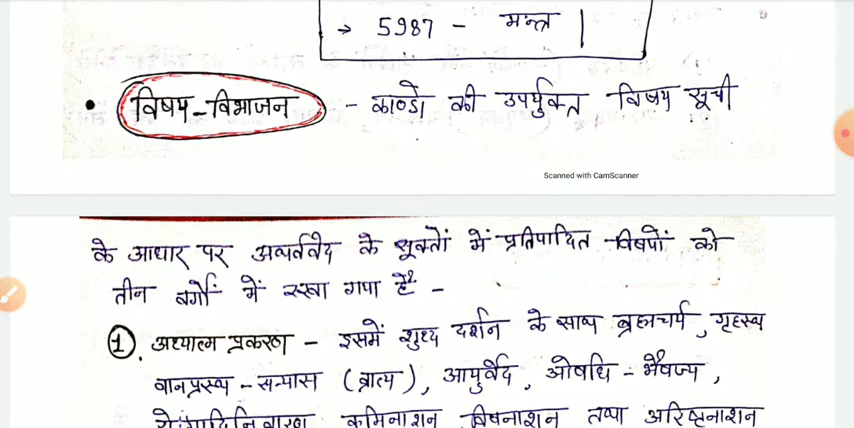 → 5987 - मन्त्र |
• विषय-विभाजन - काण्डो की उपर्युक्त विषय सूची
Scanned with CamScanner
के आधार पर अथर्ववेद के सूक्तों में प्रतिपादित विषयों को
तीन वर्गों में रखा गया है -
①. अध्यात्म प्रकरण - इसमें शुध्द दर्शन के साथ ब्रह्मचर्य, गृहस्थ
वानप्रस्थ - सन्यास (व्रात्य), आयुर्वेद, ओषधि - भैषज्य,
कृमिनाशन, विषनाशन तथा अरिष्टनाशन